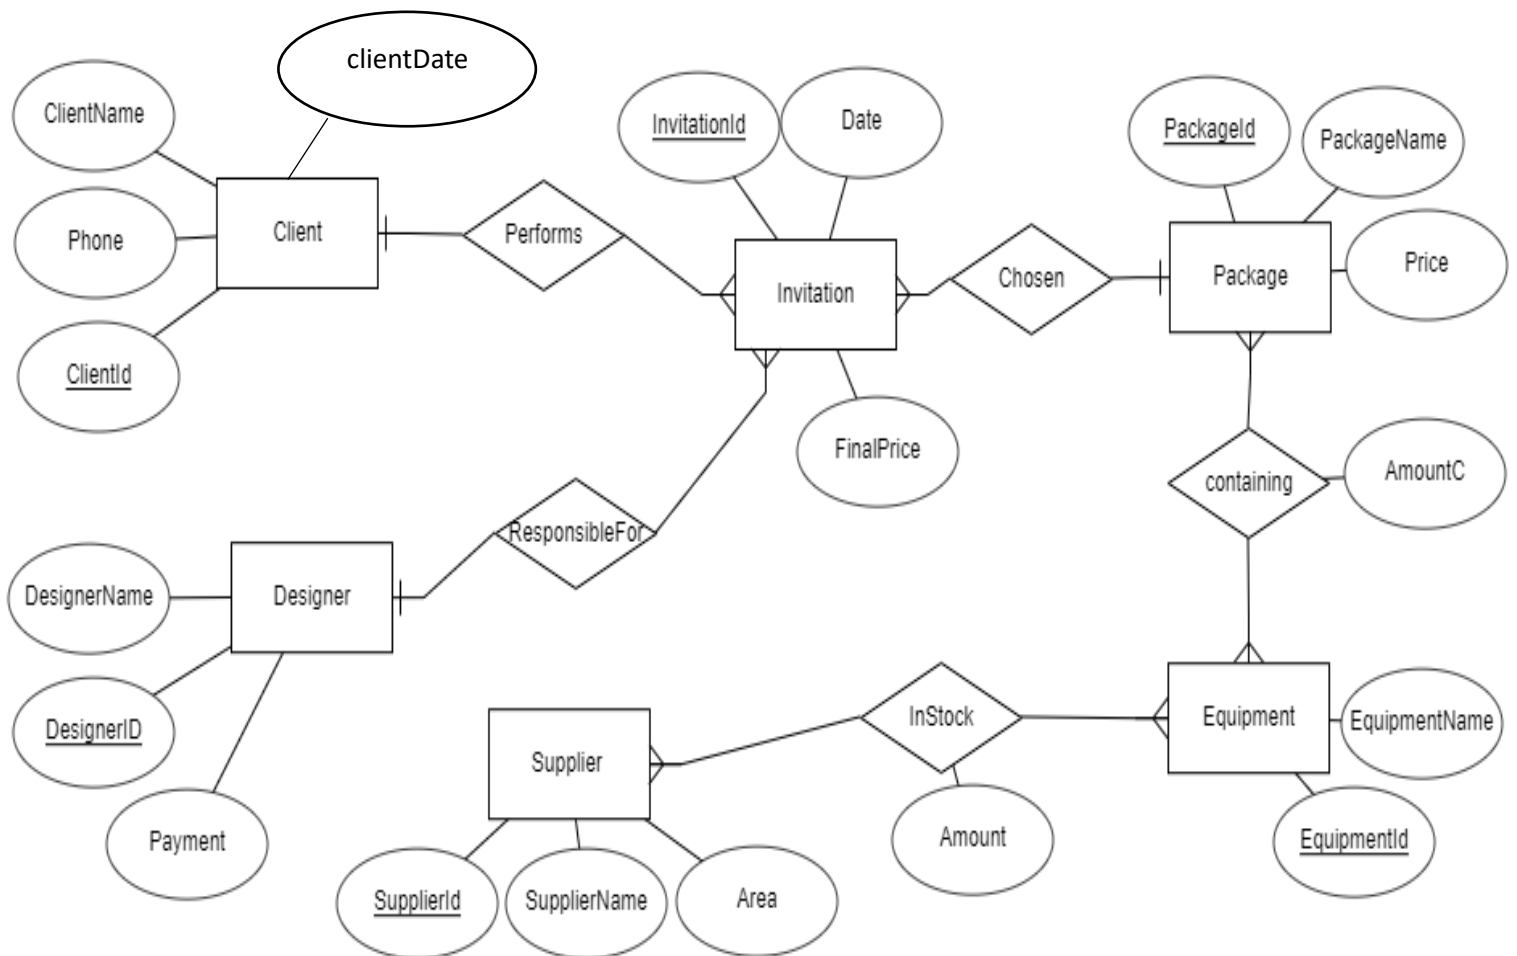 clientDate
ClientName
InvitationId
Date
PackageId
PackageName
Phone
Client
Performs
Invitation
Chosen
Package
Price
ClientId
FinalPrice
containing
AmountC
ResponsibleFor
DesignerName
Designer
DesignerID
Supplier
InStock
Equipment
EquipmentName
Payment
Amount
EquipmentId
SupplierId
SupplierName
Area